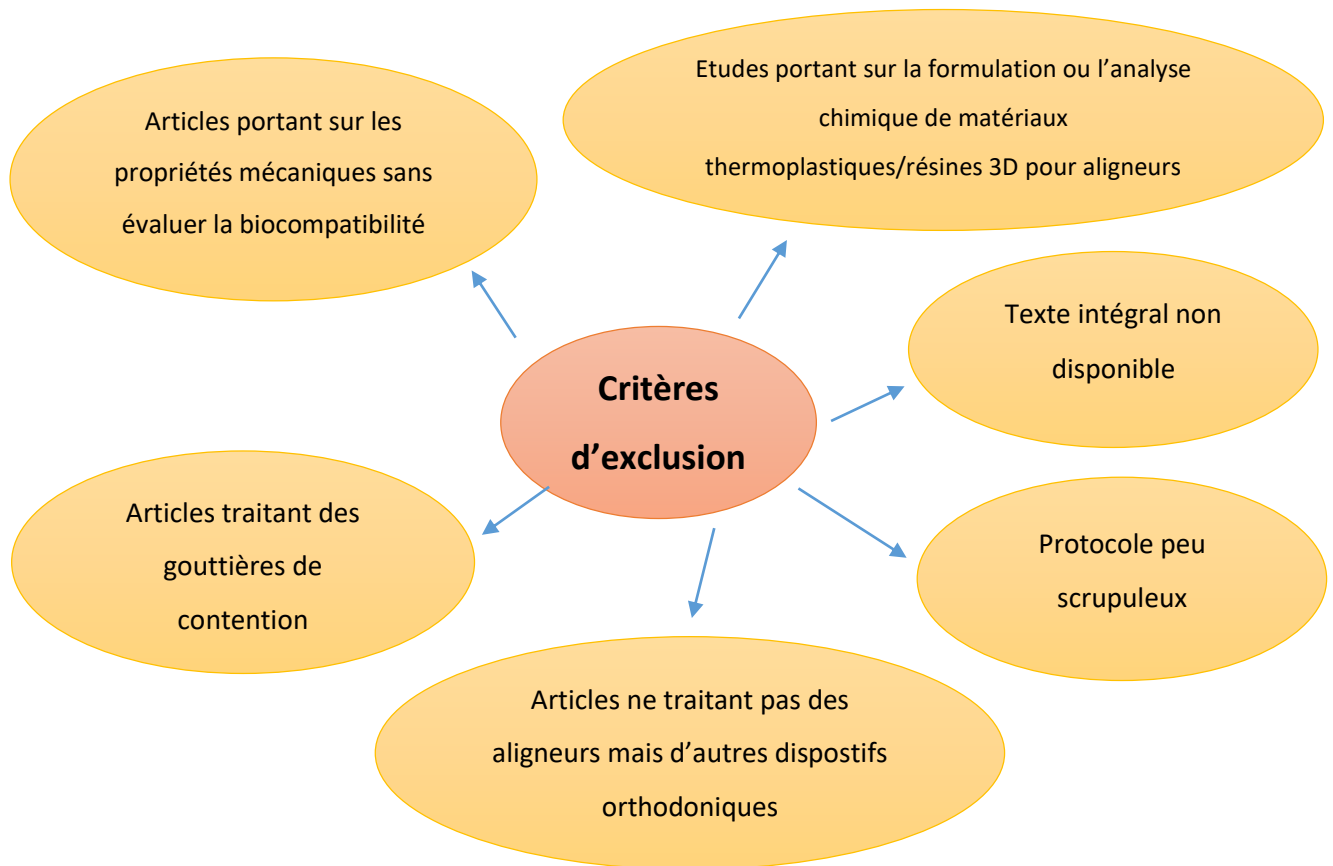 Articles portant sur les
propriétés mécaniques sans
évaluer la biocompatibilité
Etudes portant sur la formulation ou l’analyse
chimique de matériaux
thermoplastiques/résines 3D pour aligneurs
Texte intégral non
disponible
Critères
d’exclusion
Articles traitant des
gouttières de
contention
Protocole peu
scrupuleux
Articles ne traitant pas des
aligneurs mais d’autres dispostifs
orthodoniques